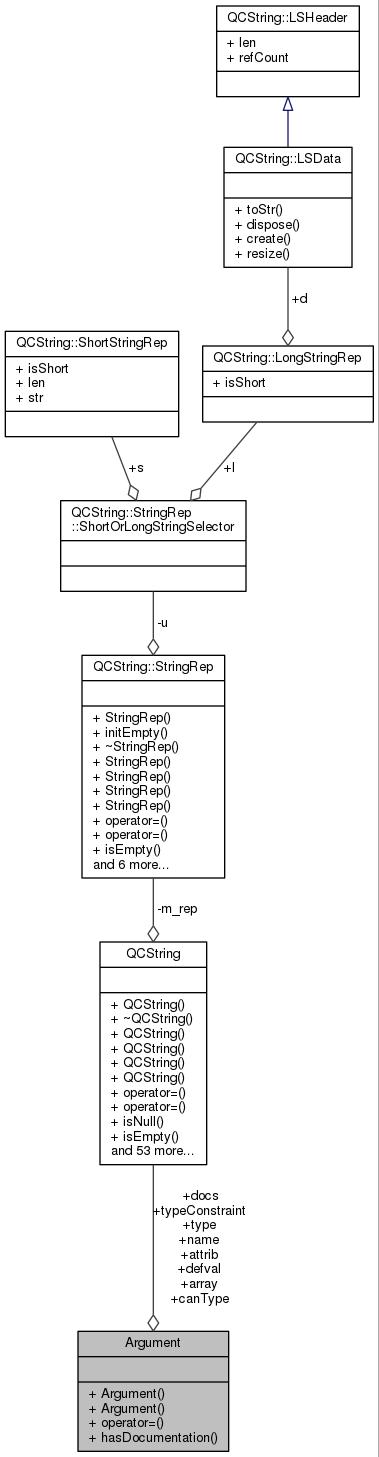 QCString::LSHeader
+ len
+ refCount
QCString::LSData
+ toStr()
+ dispose()
+ create()
+ resize()
+d
QCString::ShortStringRep
+ isShort
+ len
+ str
QCString::LongStringRep
+ isShort
+s
+l
QCString::StringRep
::ShortOrLongStringSelector
-u
QCString::StringRep
+ StringRep()
+ initEmpty()
+ ~StringRep()
+ StringRep()
+ StringRep()
+ StringRep()
+ StringRep()
+ operator=()
+ operator=()
+ isEmpty()
and 6 more...
-m_rep
QCString
+ QCString()
+ ~QCString()
+ QCString()
+ QCString()
+ QCString()
+ QCString()
+ operator=()
+ operator=()
+ isNull()
+ isEmpty()
and 53 more...
+docs
+typeConstraint
+type
+name
+attrib
+defval
+array
+canType
Argument
+ Argument()
+ Argument()
+ operator=()
+ hasDocumentation()